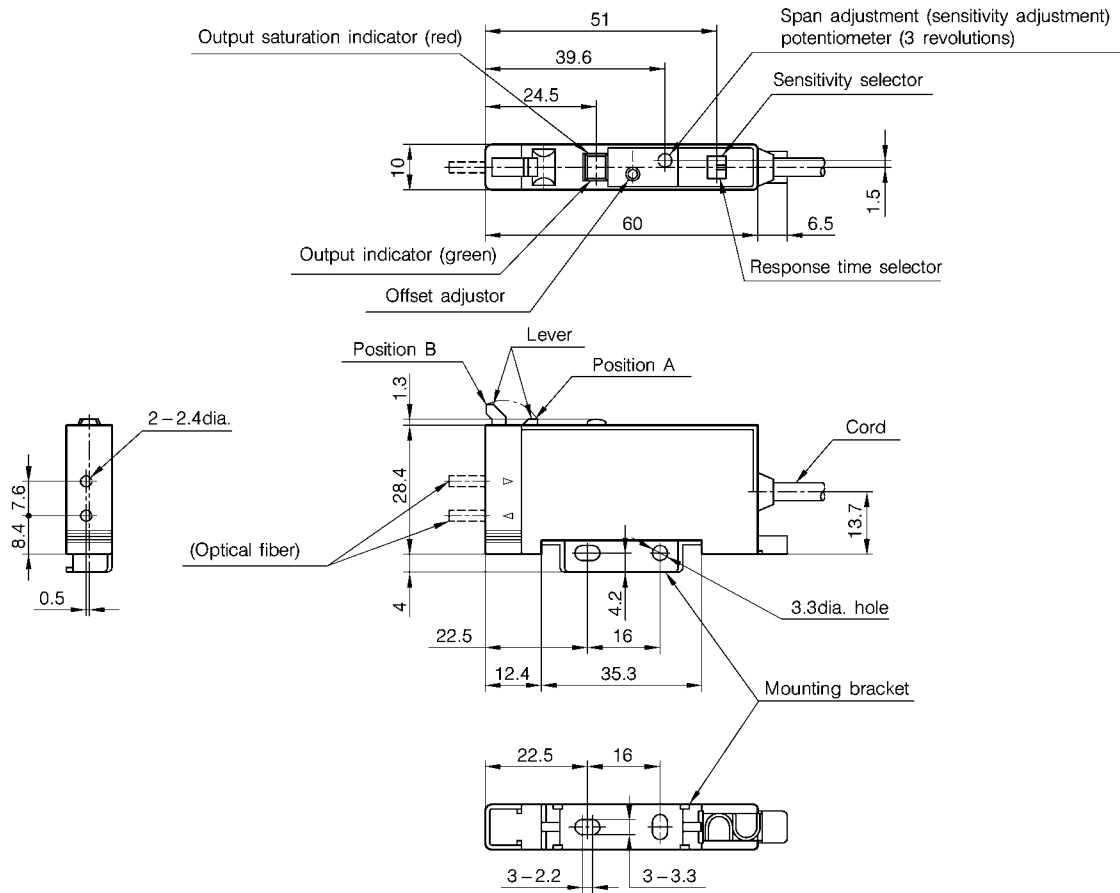 51
Span adjustment (sensitivity adjustment)
potentiometer (3 revolutions)
Output saturation indicator (red)
39.6
Sensitivity selector
24.5
10
1.5
60
6.5
Output indicator (green)
Response time selector
Offset adjustor
Lever
Position B
Position A
1.3
2−2.4dia.
Cord
7.6
28.4
8.4
13.7
(Optical fiber)
0.5
4
4.2
3.3dia. hole
22.5
16
12.4
35.3
Mounting bracket
22.5
16
3−2.2
3−3.3